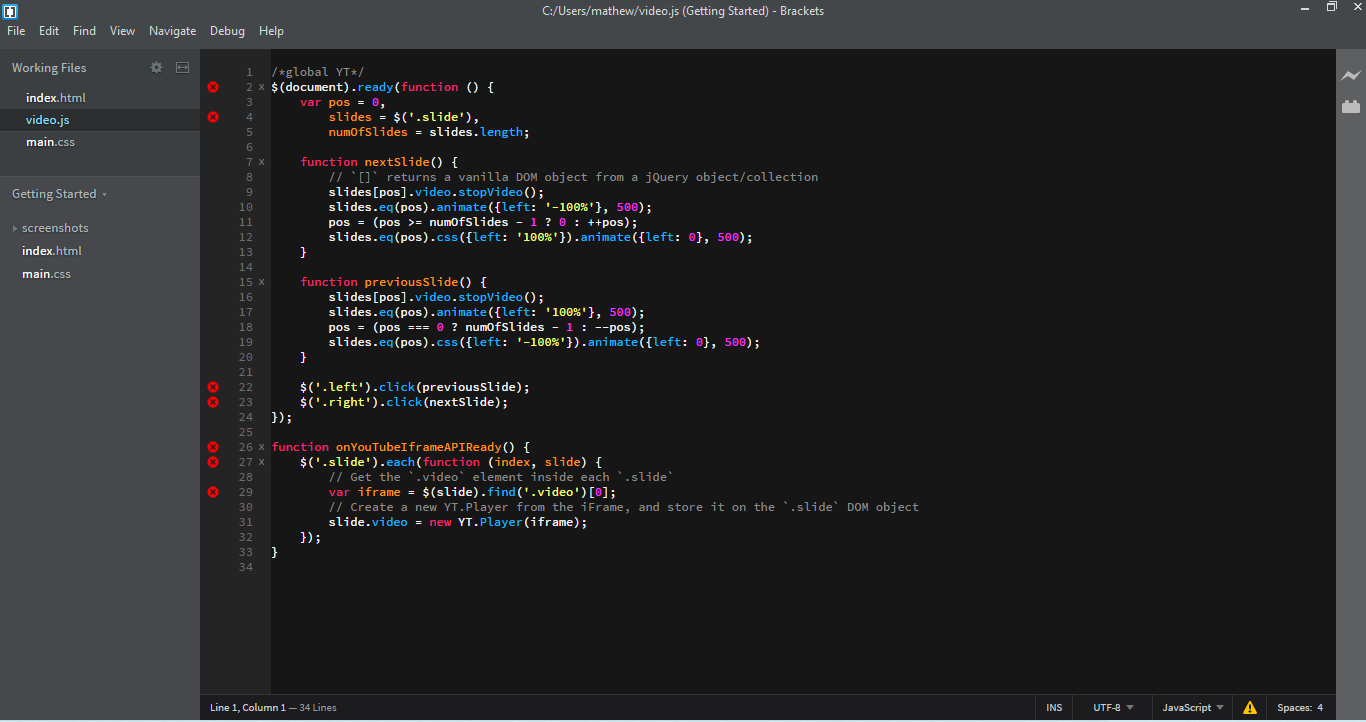 C:/Users/mathew/video.js (Getting Started) - Brackets
File Edit Find View Navigate Debug Help
Working Files
index.html
video.js
main.css
Getting Started
screenshots
index.html
main.css
1 /*global YT*/
2 x $(document).ready(function () {
3     var pos = 0,
4         slides = $('.slide'),
5         numOfSlides = slides.length;
6
7 x     function nextSlide() {
8         // `[]` returns a vanilla DOM object from a jQuery object/collection
9         slides[pos].video.stopVideo();
10         slides.eq(pos).animate({left: '-100%'}, 500);
11         pos = (pos >= numOfSlides - 1 ? 0 : ++pos);
12         slides.eq(pos).css({left: '100%'}).animate({left: 0}, 500);
13     }
14
15 x     function previousSlide() {
16         slides[pos].video.stopVideo();
17         slides.eq(pos).animate({left: '100%'}, 500);
18         pos = (pos === 0 ? numOfSlides - 1 : --pos);
19         slides.eq(pos).css({left: '-100%'}).animate({left: 0}, 500);
20     }
21
22     $('.left').click(previousSlide);
23     $('.right').click(nextSlide);
24 });
25
26 x function onYouTubeIframeAPIReady() {
27 x     $('.slide').each(function (index, slide) {
28         // Get the `.video` element inside each `.slide`
29         var iframe = $(slide).find('.video')[0];
30         // Create a new YT.Player from the iFrame, and store it on the `.slide` DOM object
31         slide.video = new YT.Player(iframe);
32     });
33 }
34
Line 1, Column 1 — 34 Lines
INS UTF-8 JavaScript Spaces: 4